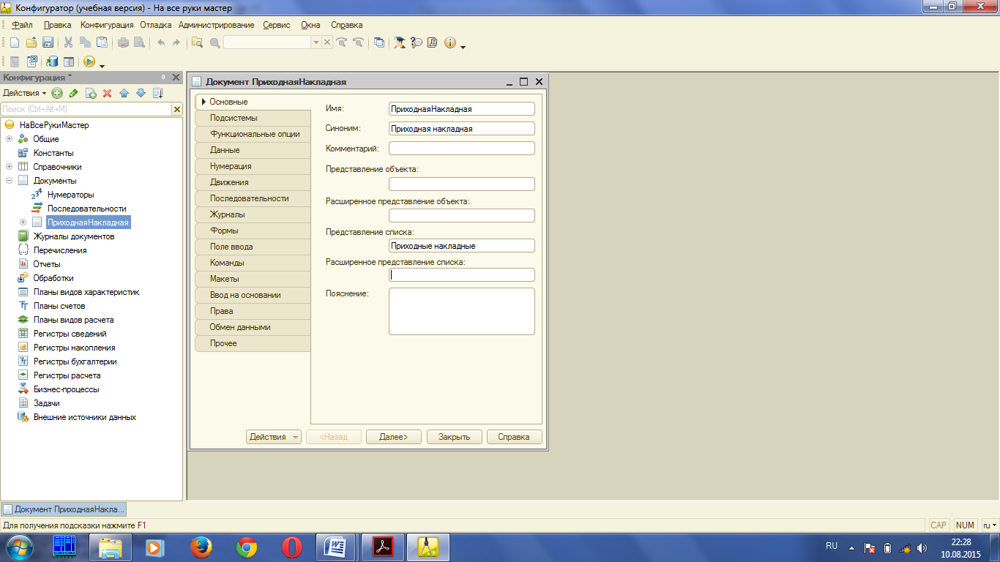 Конфигуратор (учебная версия) - На все руки мастер
Файл Правка Конфигурация Отладка Администрирование Сервис Окна Справка
Конфигурация *
Действия
Поиск (Ctrl+Alt+M)
НаВсеРукиМастер
Общие
Константы
Справочники
Документы
Нумераторы
Последовательности
ПриходнаяНакладная
Журналы документов
Перечисления
Отчеты
Обработки
Планы видов характеристик
Планы счетов
Планы видов расчета
Регистры сведений
Регистры накопления
Регистры бухгалтерии
Регистры расчета
Бизнес-процессы
Задачи
Внешние источники данных
Документ ПриходнаяНакладная
Основные
Подсистемы
Функциональные опции
Данные
Нумерация
Движения
Последовательности
Журналы
Формы
Поле ввода
Команды
Макеты
Ввод на основании
Права
Обмен данными
Прочее
Имя: ПриходнаяНакладная
Синоним: Приходная накладная
Комментарий:
Представление объекта:
Расширенное представление объекта:
Представление списка:
Приходные накладные
Расширенное представление списка:
Пояснение:
Действия <Назад Далее> Закрыть Справка
Документ ПриходнаяНакла...
Для получения подсказки нажмите F1
CAP NUM ru
RU
22:28
10.08.2015